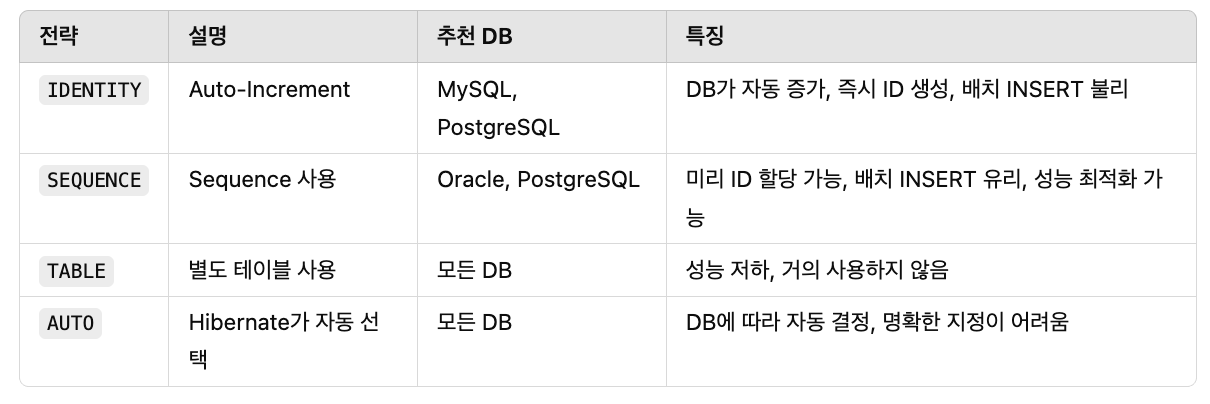 전략 설명 추천 DB 특징
IDENTITY Auto-Increment MySQL, DB가 자동 증가, 즉시 ID 생성, 배치 INSERT 불리
PostgreSQL
SEQUENCE Sequence 사용 Oracle, PostgreSQL 미리 ID 할당 가능, 배치 INSERT 유리, 성능 최적화 가
능
TABLE 별도 테이블 사용 모든 DB 성능 저하, 거의 사용하지 않음
AUTO Hibernate가 자동 선 모든 DB DB에 따라 자동 결정, 명확한 지정이 어려움
택